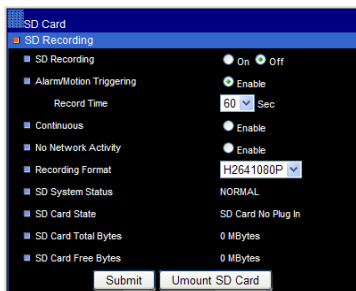 SD Card
SD Recording
SD Recording On Off
Alarm/Motion Triggering Enable
Record Time 60 Sec
Continuous Enable
No Network Activity Enable
Recording Format H2641080P
SD System Status NORMAL
SD Card State SD Card No Plug In
SD Card Total Bytes 0 MBytes
SD Card Free Bytes 0 MBytes
Submit Umount SD Card